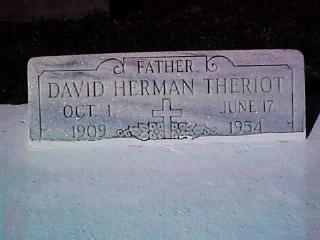 FATHER
DAVID HERMAN THERIOT
OCT. 1 JUNE 17
1909 1954